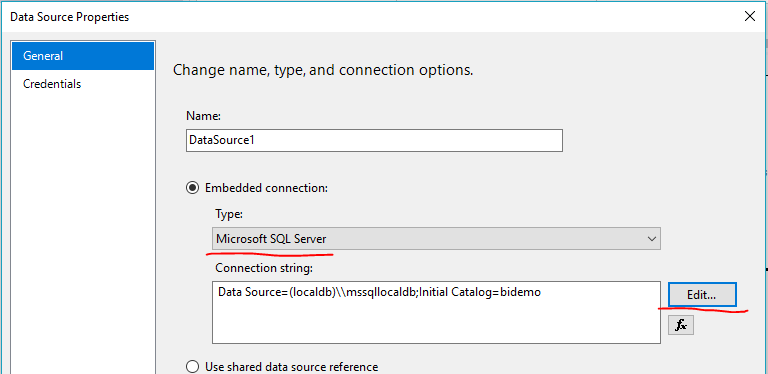 Data Source Properties
General
Credentials
Change name, type, and connection options.
Name:
DataSource1
Embedded connection:
Type:
Microsoft SQL Server
Connection string:
Data Source=(localdb)\\mssqllocaldb;Initial Catalog=bidemo
Edit...
fx
Use shared data source reference